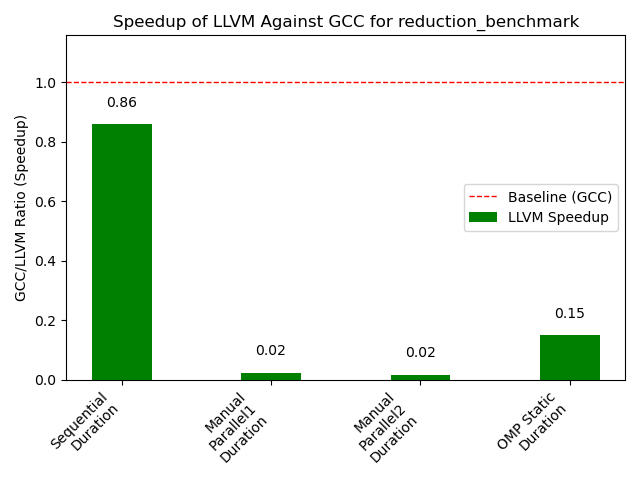 Speedup of LLVM Against GCC for reduction_benchmark
GCC/LLVM Ratio (Speedup)
1.0
0.8
0.6
0.4
0.2
0.0
0.86
0.02
0.02
0.15
Baseline (GCC)
LLVM Speedup
Sequential
Duration
Manual
Parallel1
Duration
Manual
Parallel2
Duration
OMP Static
Duration